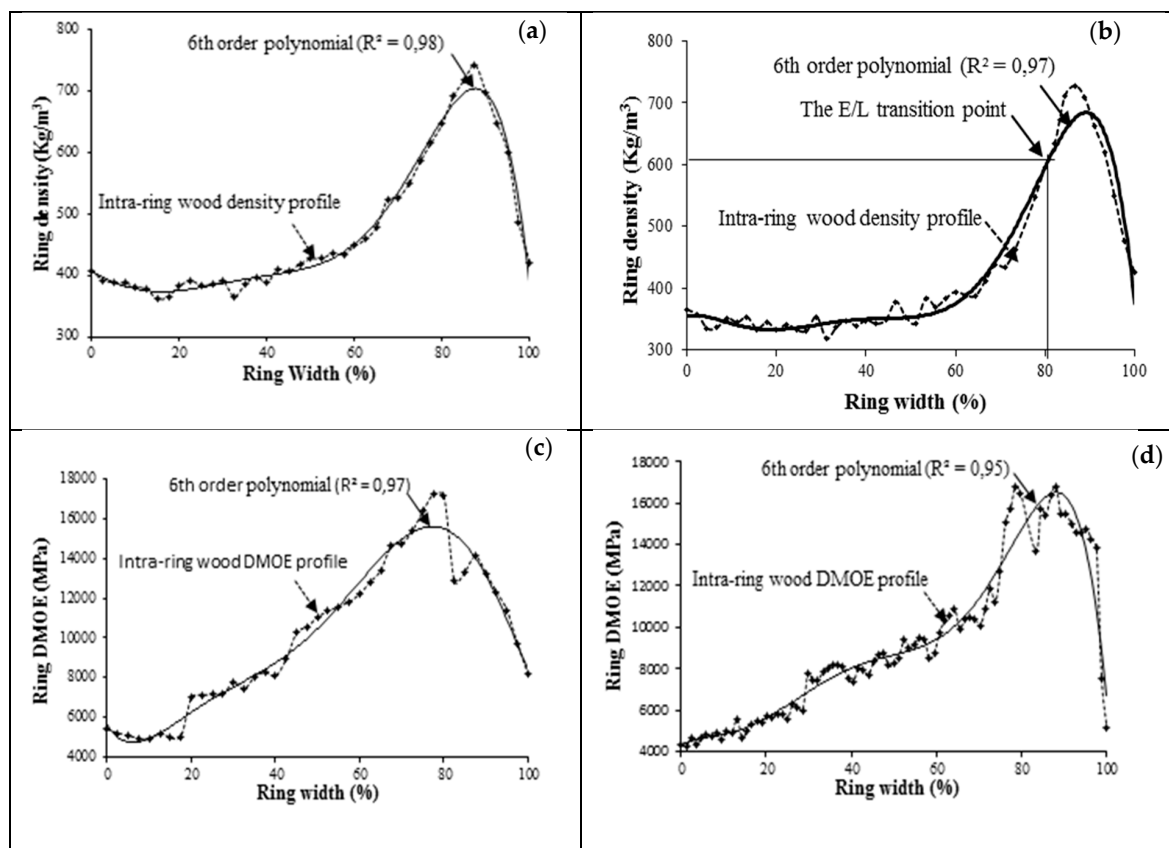 (a)
800
700
600
500
400
300
Ring density (Kg/m³)
6th order polynomial (R² = 0,98)
Intra-ring wood density profile
0 20 40 60 80 100
Ring Width (%)
(b)
800
700
600
500
400
300
Ring density (Kg/m³)
6th order polynomial (R² = 0,97)
The E/L transition point
Intra-ring wood density profile
0 20 40 60 80 100
Ring width (%)
(c)
18000
16000
14000
12000
10000
8000
6000
4000
Ring DMOE (MPa)
6th order polynomial (R² = 0,97)
Intra-ring wood DMOE profile
0 20 40 60 80 100
Ring width (%)
(d)
18000
16000
14000
12000
10000
8000
6000
4000
Ring DMOE (MPa)
6th order polynomial (R² = 0,95)
Intra-ring wood DMOE profile
0 20 40 60 80 100
Ring width (%)